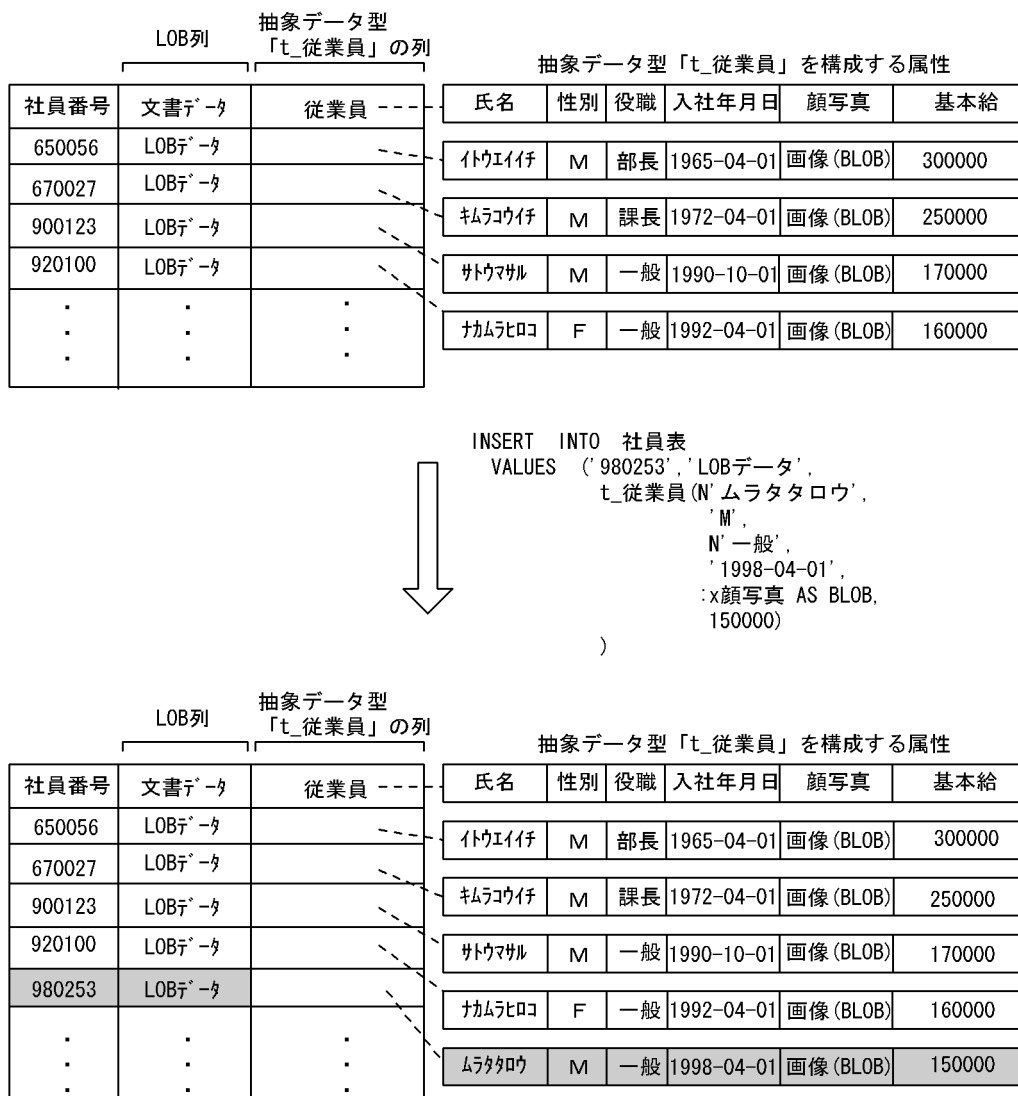 LOB列
抽象データ型
「t_従業員」の列
抽象データ型「t_従業員」を構成する属性
社員番号 文書ﾃﾞｰﾀ 従業員 氏名 性別 役職 入社年月日 顔写真 基本給
650056 LOBﾃﾞｰﾀ ｲﾄｳｴｲｲﾁ M 部長 1965-04-01 画像(BLOB) 300000
670027 LOBﾃﾞｰﾀ ｷﾑﾗｺｳｲﾁ M 課長 1972-04-01 画像(BLOB) 250000
900123 LOBﾃﾞｰﾀ ｻﾄｳﾏｻﾙ M 一般 1990-10-01 画像(BLOB) 170000
920100 LOBﾃﾞｰﾀ ﾅｶﾑﾗﾋﾛｺ F 一般 1992-04-01 画像(BLOB) 160000
INSERT INTO 社員表
VALUES ('980253','LOBデータ',
t_従業員(N'ムラタタロウ',
'M',
N'一般',
'1998-04-01',
:x顔写真 AS BLOB,
150000)
)
LOB列
抽象データ型
「t_従業員」の列
抽象データ型「t_従業員」を構成する属性
社員番号 文書ﾃﾞｰﾀ 従業員 氏名 性別 役職 入社年月日 顔写真 基本給
650056 LOBﾃﾞｰﾀ ｲﾄｳｴｲｲﾁ M 部長 1965-04-01 画像(BLOB) 300000
670027 LOBﾃﾞｰﾀ ｷﾑﾗｺｳｲﾁ M 課長 1972-04-01 画像(BLOB) 250000
900123 LOBﾃﾞｰﾀ ｻﾄｳﾏｻﾙ M 一般 1990-10-01 画像(BLOB) 170000
920100 LOBﾃﾞｰﾀ ﾅｶﾑﾗﾋﾛｺ F 一般 1992-04-01 画像(BLOB) 160000
980253 LOBﾃﾞｰﾀ ﾑﾗﾀﾀﾛｳ M 一般 1998-04-01 画像(BLOB) 150000